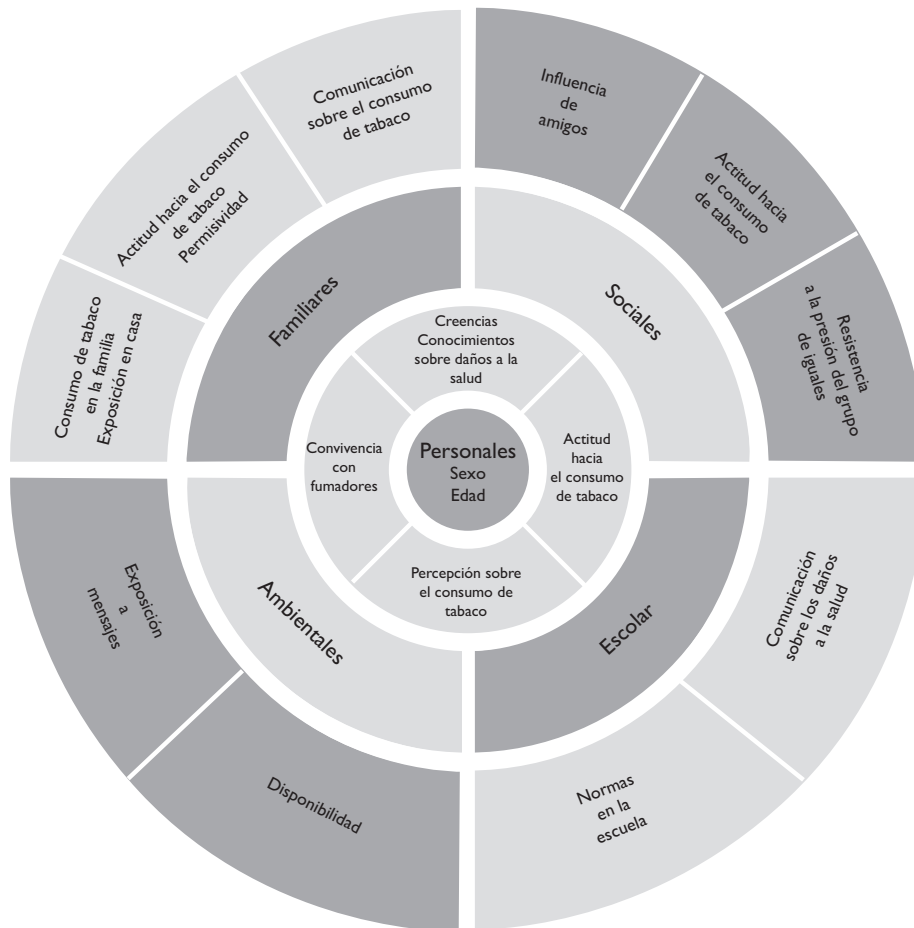 Comunicación
sobre el consumo
de tabaco
Influencia
de
amigos
Actitud hacia el consumo
de tabaco
Permisividad
Actitud hacia
el consumo
de tabaco
Consumo de tabaco
en la familia
Exposición en casa
Resistencia
a la presión del grupo
de iguales
Familiares
Sociales
Creencias
Conocimientos
sobre daños a la
salud
Convivencia
con
fumadores
Personales
Sexo
Edad
Actitud
hacia
el consumo
de tabaco
Percepción sobre
el consumo de
tabaco
Ambientales
Escolar
Exposición
a
mensajes
Comunicación
sobre los daños
a la salud
Disponibilidad
Normas
en la
escuela